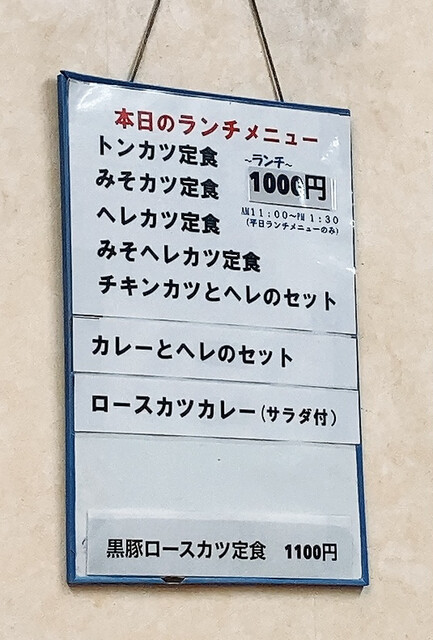 本日のランチメニュー
トンカツ定食
～ランチ～
1000円
みそカツ定食
AM11:00～PM1:30
(平日ランチメニューのみ)
ヘレカツ定食
みそヘレカツ定食
チキンカツとヘレのセット
カレーとヘレのセット
ロースカツカレー(サラダ付)
黒豚ロースカツ定食 1100円